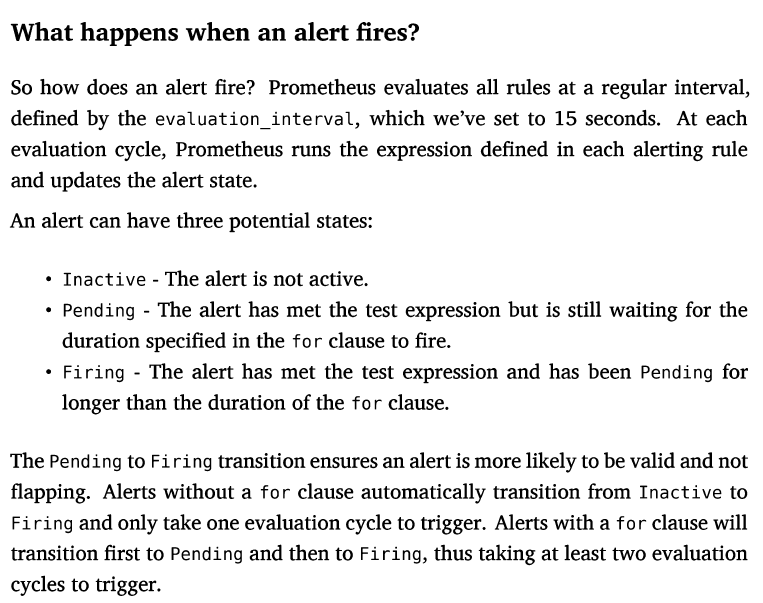 What happens when an alert fires?
So how does an alert fire? Prometheus evaluates all rules at a regular interval,
defined by the evaluation_interval, which we’ve set to 15 seconds. At each
evaluation cycle, Prometheus runs the expression defined in each alerting rule
and updates the alert state.
An alert can have three potential states:
• Inactive - The alert is not active.
• Pending - The alert has met the test expression but is still waiting for the
duration specified in the for clause to fire.
• Firing - The alert has met the test expression and has been Pending for
longer than the duration of the for clause.
The Pending to Firing transition ensures an alert is more likely to be valid and not
flapping. Alerts without a for clause automatically transition from Inactive to
Firing and only take one evaluation cycle to trigger. Alerts with a for clause will
transition first to Pending and then to Firing, thus taking at least two evaluation
cycles to trigger.